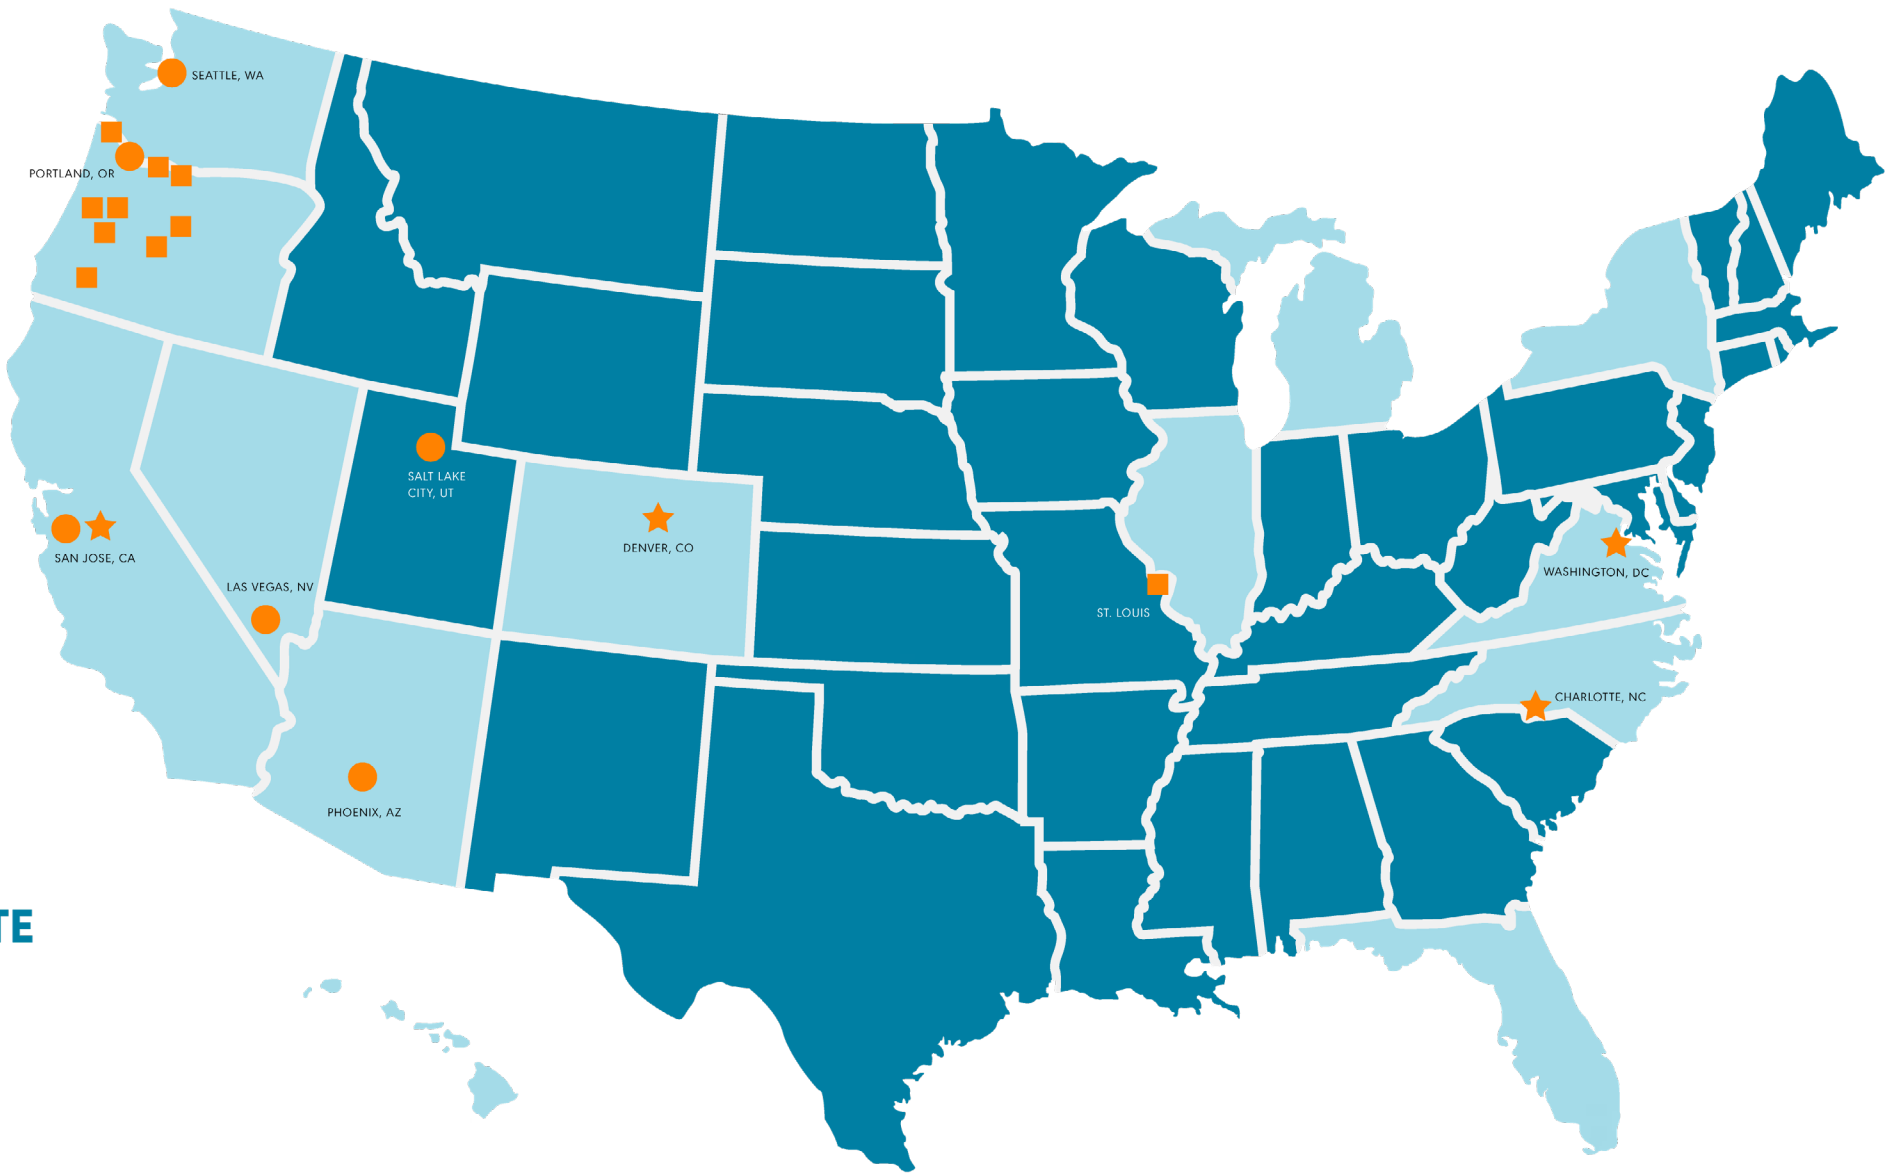 SEATTLE, WA
PORTLAND, OR
SALT LAKE
CITY, UT
SAN JOSE, CA
DENVER, CO
LAS VEGAS, NV
WASHINGTON, DC
ST. LOUIS
CHARLOTTE, NC
PHOENIX, AZ
TE